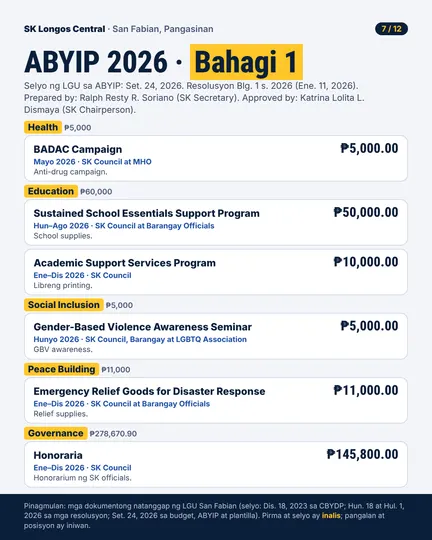 SK Longos Central · San Fabian, Pangasinan
7 / 12
ABYIP 2026 · Bahagi 1
Selyo ng LGU sa ABYIP: Set. 24, 2026. Resolusyon Blg. 1 s. 2026 (Ene. 11, 2026).
Prepared by: Ralph Resty R. Soriano (SK Secretary). Approved by: Katrina Lolita L.
Dismaya (SK Chairperson).
Health ₱5,000
BADAC Campaign ₱5,000.00
Mayo 2026 · SK Council at MHO
Anti-drug campaign.
Education ₱60,000
Sustained School Essentials Support Program ₱50,000.00
Hun–Ago 2026 · SK Council at Barangay Officials
School supplies.
Academic Support Services Program ₱10,000.00
Ene–Dis 2026 · SK Council
Libreng printing.
Social Inclusion ₱5,000
Gender-Based Violence Awareness Seminar ₱5,000.00
Hunyo 2026 · SK Council, Barangay at LGBTQ Association
GBV awareness.
Peace Building ₱11,000
Emergency Relief Goods for Disaster Response ₱11,000.00
Ene–Dis 2026 · SK Council at Barangay Officials
Relief supplies.
Governance ₱278,670.90
Honoraria ₱145,800.00
Ene–Dis 2026 · SK Council
Honorarium ng SK officials.
Pinagmulan: mga dokumentong natanggap ng LGU San Fabian (selyo: Dis. 18, 2023 sa CBYDP; Hun. 18 at Hul. 1,
2026 sa mga resolusyon; Set. 24, 2026 sa budget, ABYIP at plantilla). Pirma at selyo ay inalis; pangalan at
posisyon ay iniwan.